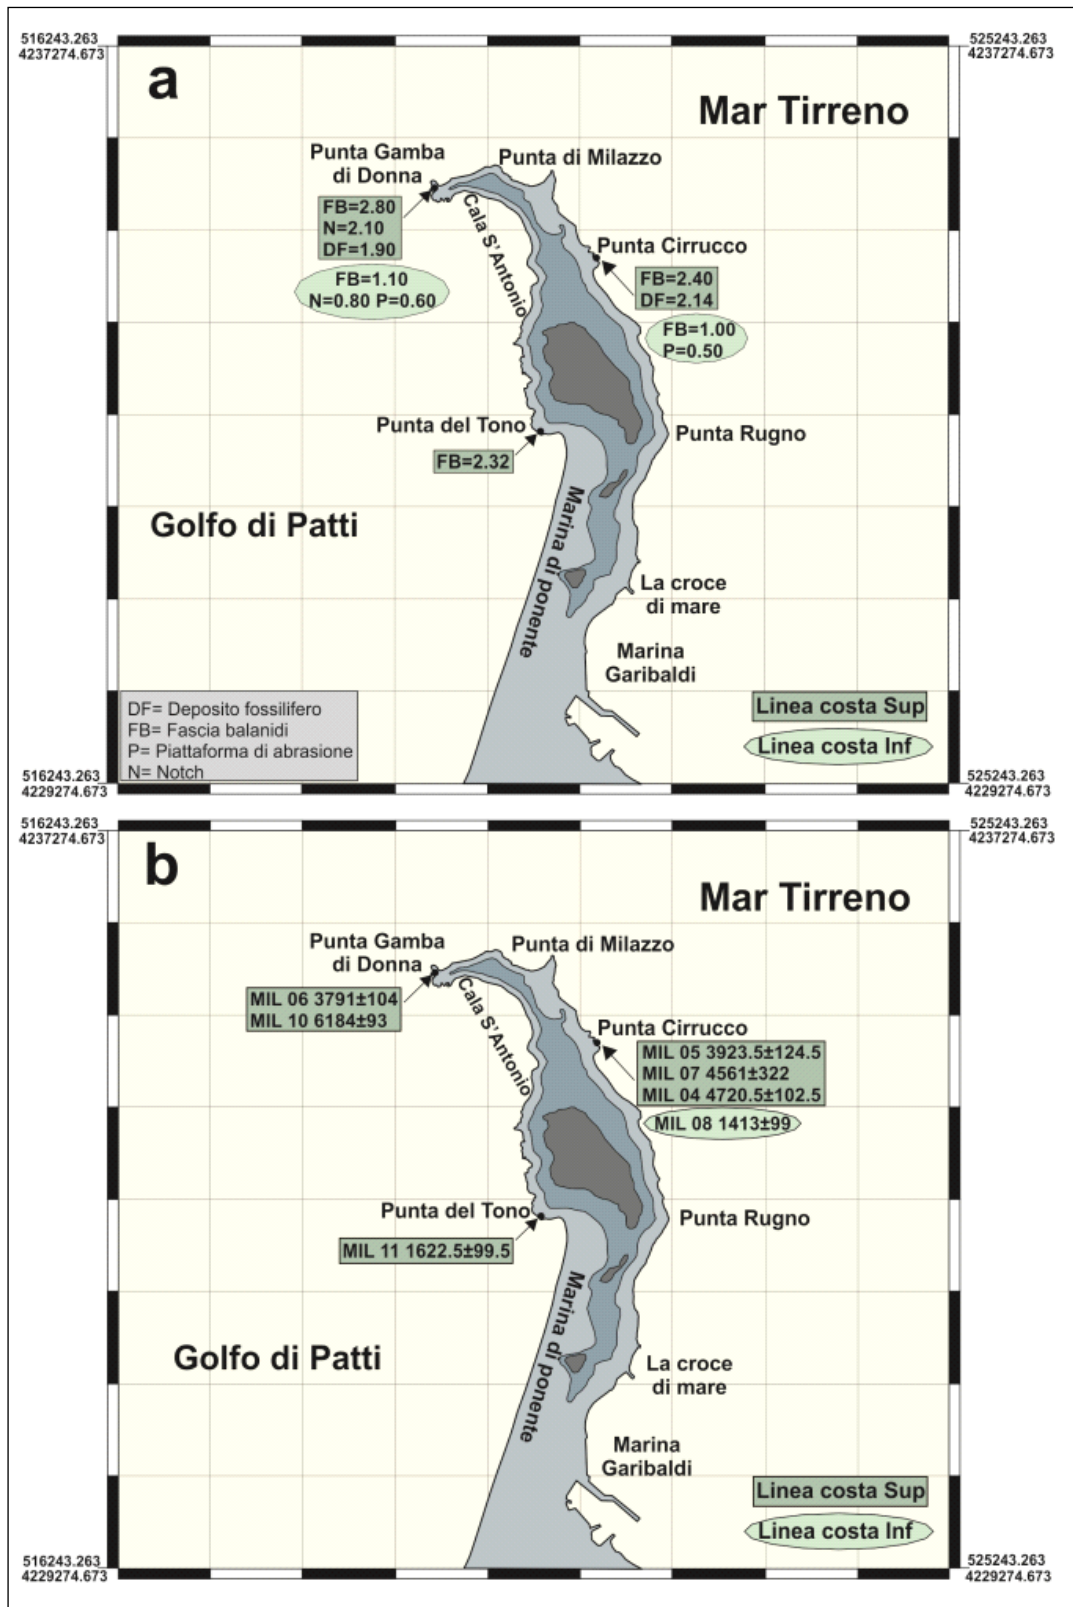 516243.263
4237274.673
525243.263
4237274.673
a
Mar Tirreno
Punta Gamba
di Donna
Punta di Milazzo
FB=2.80
N=2.10
DF=1.90
FB=1.10
N=0.80 P=0.60
Cala S'Antonio
Punta Cirrucco
FB=2.40
DF=2.14
FB=1.00
P=0.50
Punta del Tono
FB=2.32
Punta Rugno
Golfo di Patti
Marina di ponente
La croce
di mare
Marina
Garibaldi
DF= Deposito fossilifero
FB= Fascia balanidi
P= Piattaforma di abrasione
N= Notch
Linea costa Sup
Linea costa Inf
516243.263
4229274.673
525243.263
4229274.673
516243.263
4237274.673
525243.263
4237274.673
b
Mar Tirreno
Punta Gamba
di Donna
Punta di Milazzo
MIL 06 3791±104
MIL 10 6184±93
Cala S'Antonio
Punta Cirrucco
MIL 05 3923.5±124.5
MIL 07 4561±322
MIL 04 4720.5±102.5
MIL 08 1413±99
Punta del Tono
MIL 11 1622.5±99.5
Punta Rugno
Golfo di Patti
Marina di ponente
La croce
di mare
Marina
Garibaldi
Linea costa Sup
Linea costa Inf
516243.263
4229274.673
525243.263
4229274.673